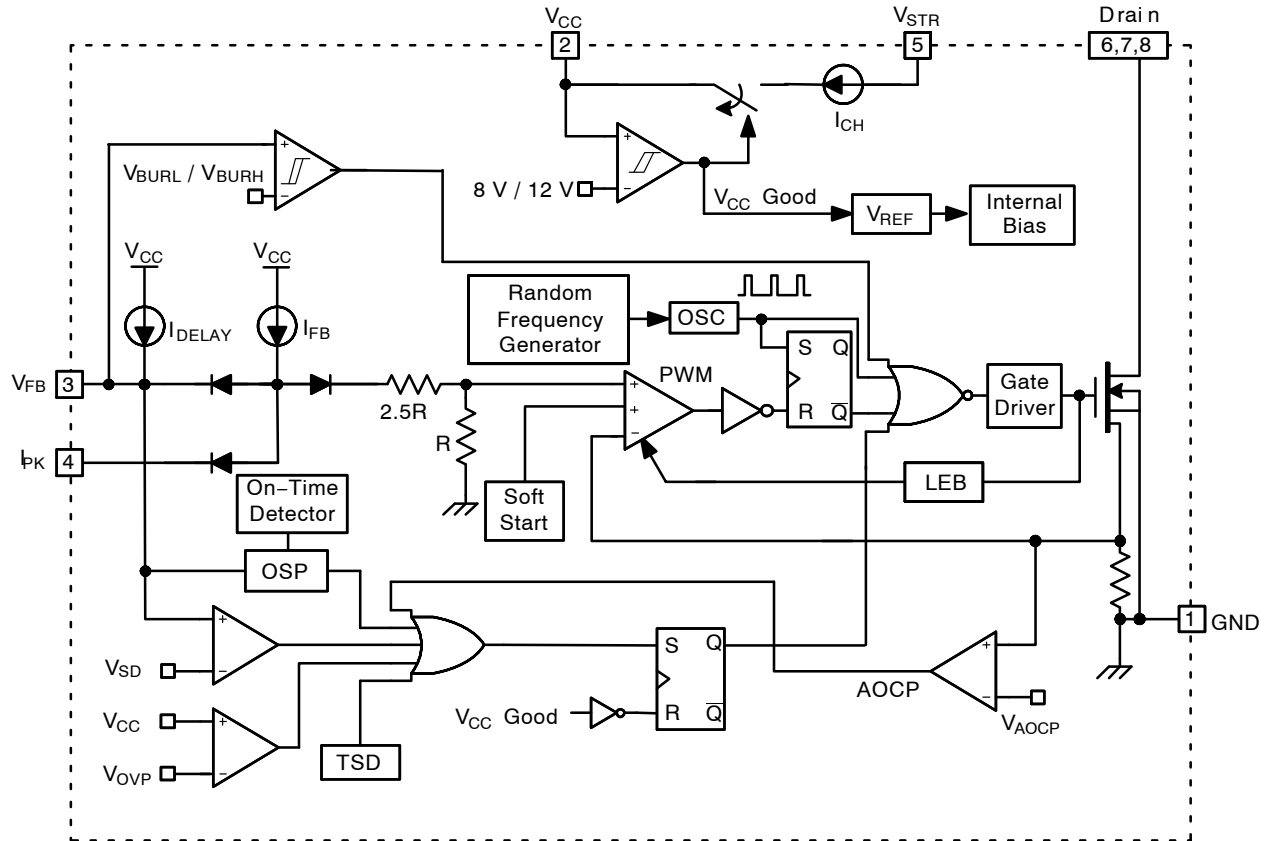 VCC
VSTR
Drain
2
5
6,7,8
ICH
+
−
VBURL / VBURH
+
−
8 V / 12 V
VCC Good
VREF
Internal
Bias
VCC
VCC
IDELAY
IFB
Random
Frequency
Generator
OSC
S Q
R Q̅
PWM
+
+
−
VFB 3
2.5R
R
Gate
Driver
IPK 4
LEB
On−Time
Detector
Soft
Start
OSP
+
−
VSD
S Q
R Q̅
VCC Good
AOCP
+
−
VAOCP
1 GND
VCC
+
−
VOVP
TSD